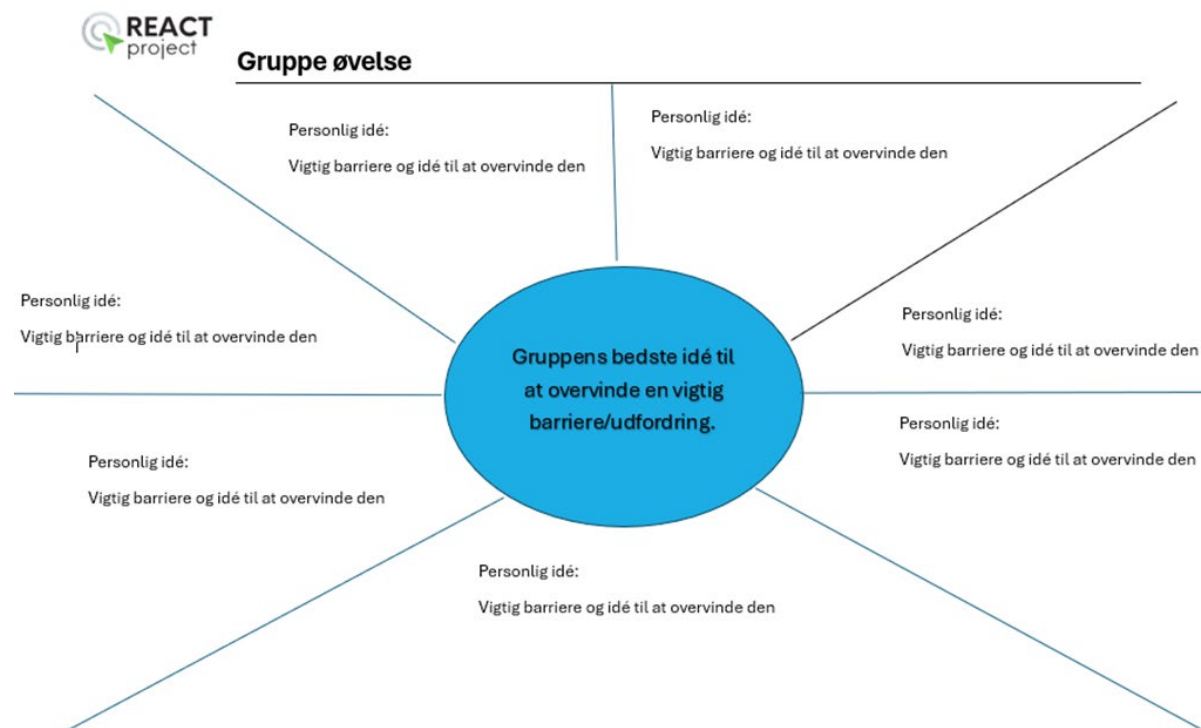 REACT
project
Gruppe øvelse
Personlig idé:
Vigtig barriere og idé til at overvinde den
Personlig idé:
Vigtig barriere og idé til at overvinde den
Personlig idé:
Vigtig barriere og idé til at overvinde den
Personlig idé:
Vigtig barriere og idé til at overvinde den
Gruppens bedste idé til
at overvinde en vigtig
barriere/udfordring.
Personlig idé:
Vigtig barriere og idé til at overvinde den
Personlig idé:
Vigtig barriere og idé til at overvinde den
Personlig idé:
Vigtig barriere og idé til at overvinde den